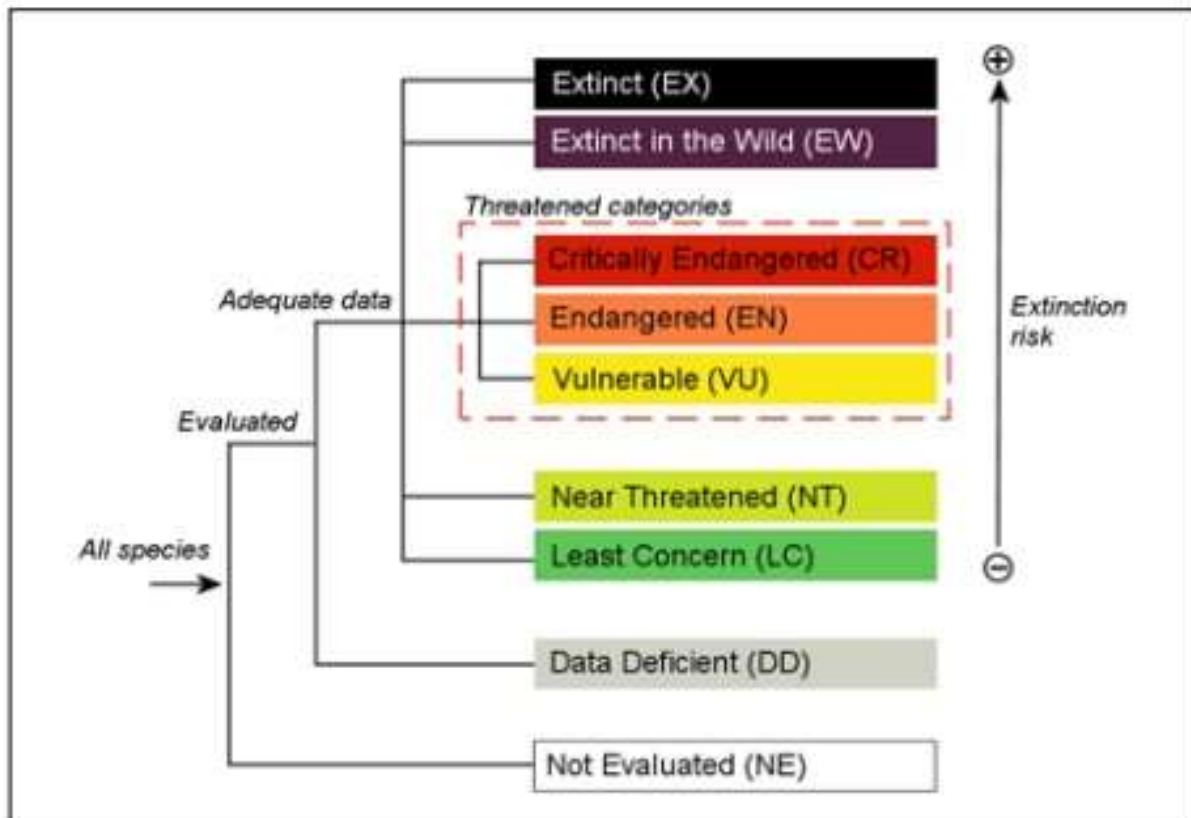 Extinct (EX)
Extinct in the Wild (EW)
Threatened categories
Critically Endangered (CR)
Adequate data
Endangered (EN)
Extinction
risk
Vulnerable (VU)
Evaluated
Near Threatened (NT)
All species
Least Concern (LC)
Data Deficient (DD)
Not Evaluated (NE)